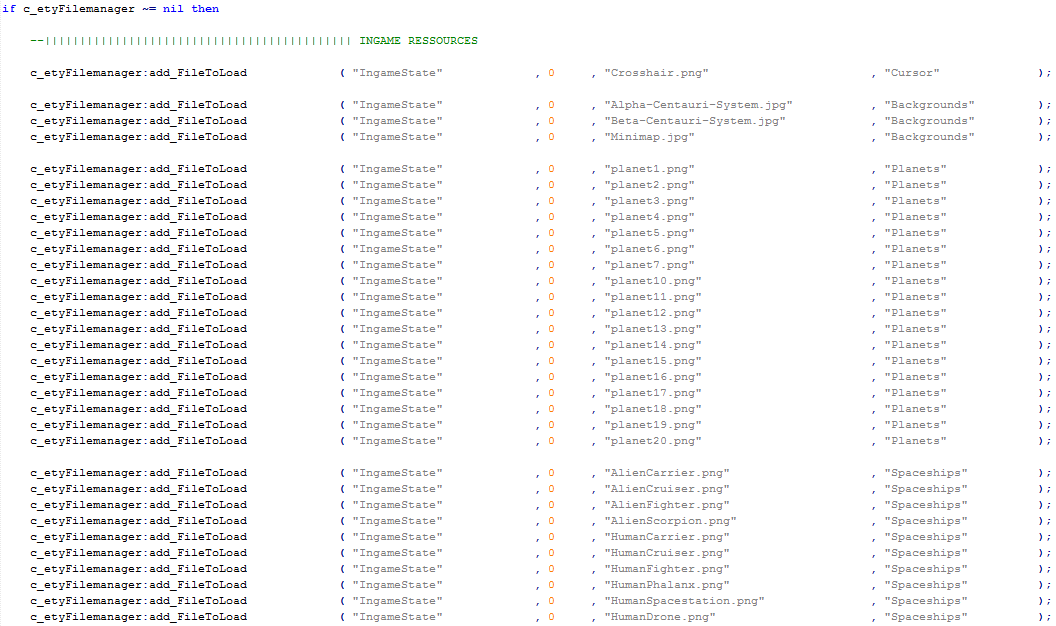 if c_etyFilemanager ~= nil then
--|||||||||||||||||||||||||||||||||||||||||||| INGAME RESSOURCES
c_etyFilemanager:add_FileToLoad ( "IngameState" , 0 , "Crosshair.png" , "Cursor" );
c_etyFilemanager:add_FileToLoad ( "IngameState" , 0 , "Alpha-Centauri-System.jpg" , "Backgrounds" );
c_etyFilemanager:add_FileToLoad ( "IngameState" , 0 , "Beta-Centauri-System.jpg" , "Backgrounds" );
c_etyFilemanager:add_FileToLoad ( "IngameState" , 0 , "Minimap.jpg" , "Backgrounds" );
c_etyFilemanager:add_FileToLoad ( "IngameState" , 0 , "planet1.png" , "Planets" );
c_etyFilemanager:add_FileToLoad ( "IngameState" , 0 , "planet2.png" , "Planets" );
c_etyFilemanager:add_FileToLoad ( "IngameState" , 0 , "planet3.png" , "Planets" );
c_etyFilemanager:add_FileToLoad ( "IngameState" , 0 , "planet4.png" , "Planets" );
c_etyFilemanager:add_FileToLoad ( "IngameState" , 0 , "planet5.png" , "Planets" );
c_etyFilemanager:add_FileToLoad ( "IngameState" , 0 , "planet6.png" , "Planets" );
c_etyFilemanager:add_FileToLoad ( "IngameState" , 0 , "planet7.png" , "Planets" );
c_etyFilemanager:add_FileToLoad ( "IngameState" , 0 , "planet10.png" , "Planets" );
c_etyFilemanager:add_FileToLoad ( "IngameState" , 0 , "planet11.png" , "Planets" );
c_etyFilemanager:add_FileToLoad ( "IngameState" , 0 , "planet12.png" , "Planets" );
c_etyFilemanager:add_FileToLoad ( "IngameState" , 0 , "planet13.png" , "Planets" );
c_etyFilemanager:add_FileToLoad ( "IngameState" , 0 , "planet14.png" , "Planets" );
c_etyFilemanager:add_FileToLoad ( "IngameState" , 0 , "planet15.png" , "Planets" );
c_etyFilemanager:add_FileToLoad ( "IngameState" , 0 , "planet16.png" , "Planets" );
c_etyFilemanager:add_FileToLoad ( "IngameState" , 0 , "planet17.png" , "Planets" );
c_etyFilemanager:add_FileToLoad ( "IngameState" , 0 , "planet18.png" , "Planets" );
c_etyFilemanager:add_FileToLoad ( "IngameState" , 0 , "planet19.png" , "Planets" );
c_etyFilemanager:add_FileToLoad ( "IngameState" , 0 , "planet20.png" , "Planets" );
c_etyFilemanager:add_FileToLoad ( "IngameState" , 0 , "AlienCarrier.png" , "Spaceships" );
c_etyFilemanager:add_FileToLoad ( "IngameState" , 0 , "AlienCruiser.png" , "Spaceships" );
c_etyFilemanager:add_FileToLoad ( "IngameState" , 0 , "AlienFighter.png" , "Spaceships" );
c_etyFilemanager:add_FileToLoad ( "IngameState" , 0 , "AlienScorpion.png" , "Spaceships" );
c_etyFilemanager:add_FileToLoad ( "IngameState" , 0 , "HumanCarrier.png" , "Spaceships" );
c_etyFilemanager:add_FileToLoad ( "IngameState" , 0 , "HumanCruiser.png" , "Spaceships" );
c_etyFilemanager:add_FileToLoad ( "IngameState" , 0 , "HumanFighter.png" , "Spaceships" );
c_etyFilemanager:add_FileToLoad ( "IngameState" , 0 , "HumanPhalanx.png" , "Spaceships" );
c_etyFilemanager:add_FileToLoad ( "IngameState" , 0 , "HumanSpacestation.png" , "Spaceships" );
c_etyFilemanager:add_FileToLoad ( "IngameState" , 0 , "HumanDrone.png" , "Spaceships" );